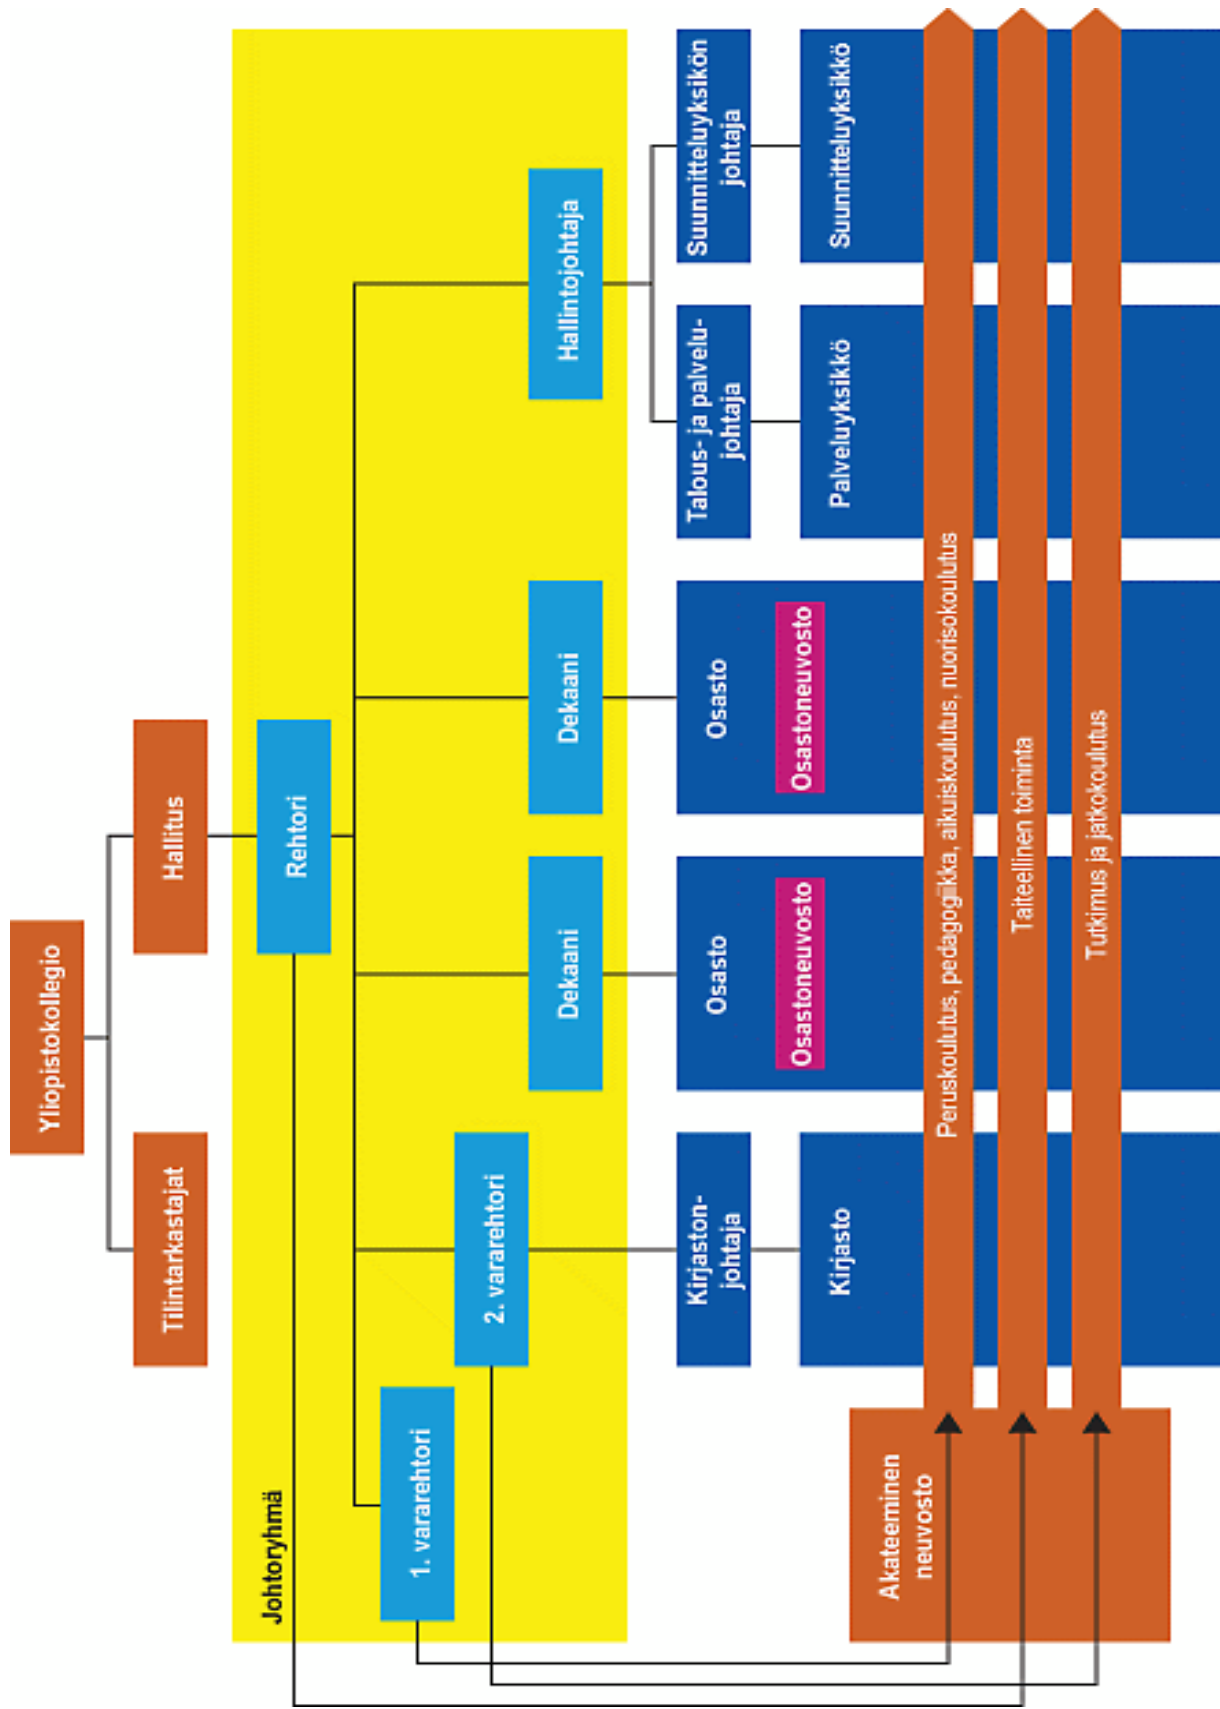 Yliopistokollegio
Tilintarkastajat
Hallitus
Johtoryhmä
Rehtori
1. vararehtori
2. vararehtori
Dekaani
Dekaani
Hallintojohtaja
Kirjaston-
johtaja
Osasto
Osastoneuvosto
Osasto
Osastoneuvosto
Talous- ja palvelu-
johtaja
Suunnitteluyksikön
johtaja
Kirjasto
Palveluyksikkö
Suunnitteluyksikkö
Akateeminen
neuvosto
Peruskoulutus, pedagogiikka, aikuiskoulutus, nuorisokoulutus
Taiteellinen toiminta
Tutkimus ja jatkokoulutus